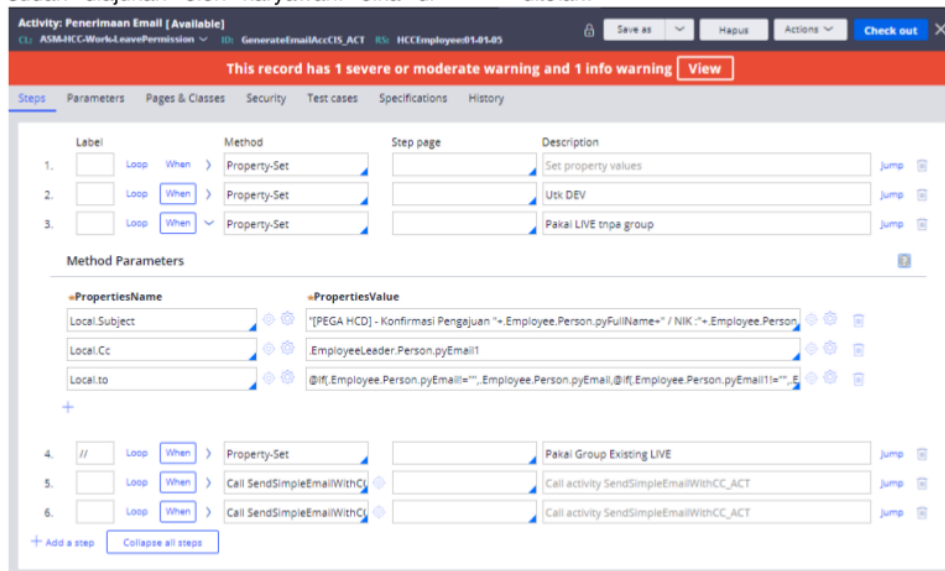 Activity: Penerimaan Email [Available]
CL: ASM-HCC-Work-LeavePermission ID: GenerateEmailAccCIS_ACT RS: HCCEmployee:01-01-05
Save as Hapus Actions Check out
This record has 1 severe or moderate warning and 1 info warning View
Steps Parameters Pages & Classes Security Test cases Specifications History
Label Method Step page Description
1. Loop When Property-Set Set property values Jump
2. Loop When Property-Set Utk DEV Jump
3. Loop When Property-Set Pakai LIVE tnpa group Jump
Method Parameters
*PropertiesName *PropertiesValue
Local.Subject "[PEGA HCD] - Konfirmasi Pengajuan "+.Employee.Person.pyFullName+" / NIK :"+.Employee.Person.
Local.Cc .EmployeeLeader.Person.pyEmail1
Local.to @if(.Employee.Person.pyEmail!="",.Employee.Person.pyEmail,@if(.Employee.Person.pyEmail1!="",.E
4. // Loop When Property-Set Pakai Group Existing LIVE Jump
5. Loop When Call SendSimpleEmailWithC Call activity SendSimpleEmailWithCC_ACT Jump
6. Loop When Call SendSimpleEmailWithC Call activity SendSimpleEmailWithCC_ACT Jump
+ Add a step Collapse all steps